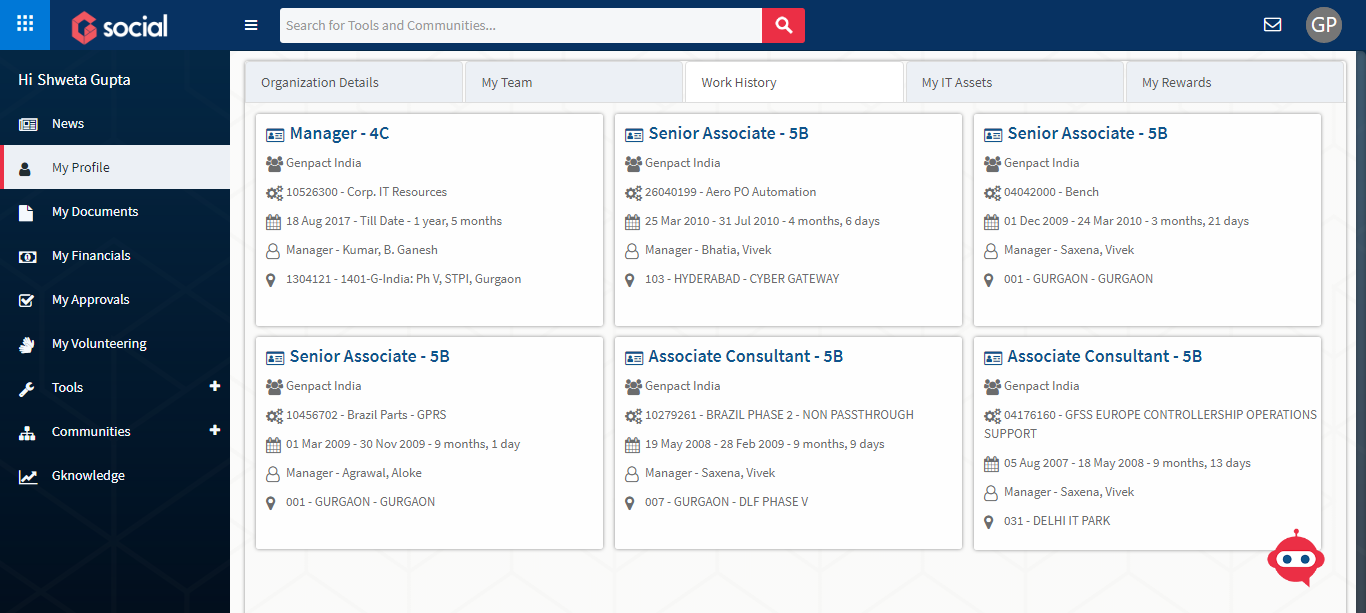 social
Search for Tools and Communities...
GP
Hi Shweta Gupta
News
My Profile
My Documents
My Financials
My Approvals
My Volunteering
Tools
Communities
Gknowledge
Organization Details
My Team
Work History
My IT Assets
My Rewards
Manager - 4C
Genpact India
10526300 - Corp. IT Resources
18 Aug 2017 - Till Date - 1 year, 5 months
Manager - Kumar, B. Ganesh
1304121 - 1401-G-India: Ph V, STPI, Gurgaon
Senior Associate - 5B
Genpact India
26040199 - Aero PO Automation
25 Mar 2010 - 31 Jul 2010 - 4 months, 6 days
Manager - Bhatia, Vivek
103 - HYDERABAD - CYBER GATEWAY
Senior Associate - 5B
Genpact India
04042000 - Bench
01 Dec 2009 - 24 Mar 2010 - 3 months, 21 days
Manager - Saxena, Vivek
001 - GURGAON - GURGAON
Senior Associate - 5B
Genpact India
10456702 - Brazil Parts - GPRS
01 Mar 2009 - 30 Nov 2009 - 9 months, 1 day
Manager - Agrawal, Aloke
001 - GURGAON - GURGAON
Associate Consultant - 5B
Genpact India
10279261 - BRAZIL PHASE 2 - NON PASSTHROUGH
19 May 2008 - 28 Feb 2009 - 9 months, 9 days
Manager - Saxena, Vivek
007 - GURGAON - DLF PHASE V
Associate Consultant - 5B
Genpact India
04176160 - GFSS EUROPE CONTROLLERSHIP OPERATIONS
SUPPORT
05 Aug 2007 - 18 May 2008 - 9 months, 13 days
Manager - Saxena, Vivek
031 - DELHI IT PARK